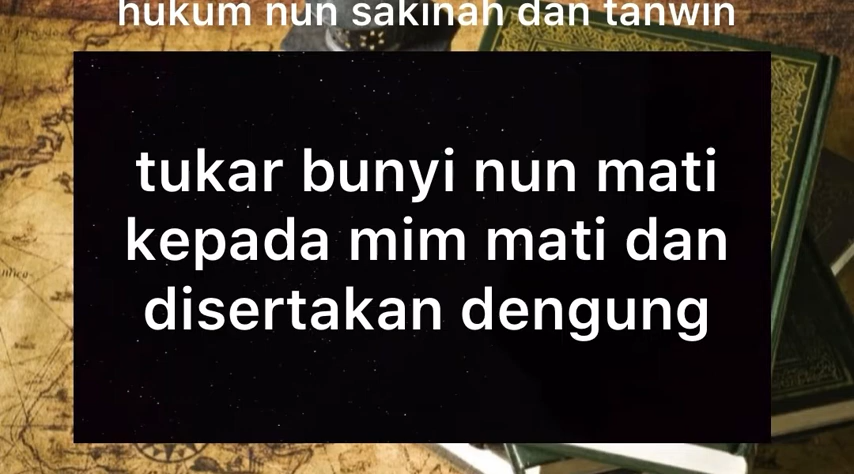 hukum nun sakinah dan tanwin
tukar bunyi nun mati
kepada mim mati dan
disertakan dengung